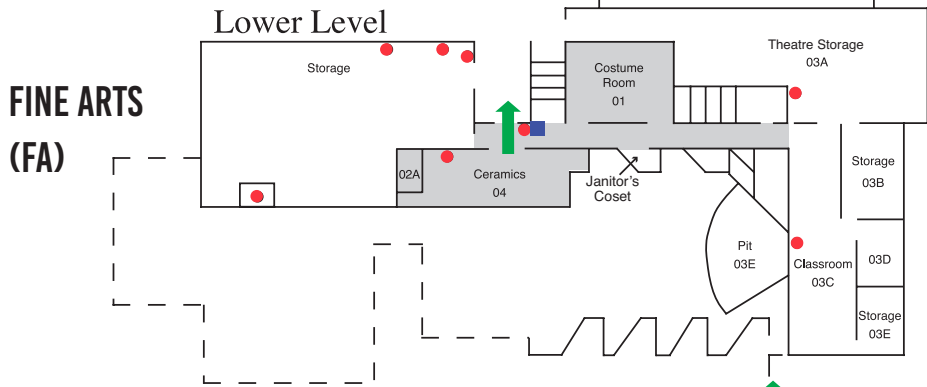 Lower Level
FINE ARTS
(FA)
Storage
Costume
Room
01
Theatre Storage
03A
02A
Ceramics
04
Janitor's
Coset
Storage
03B
Pit
03E
Classroom
03C
03D
Storage
03E